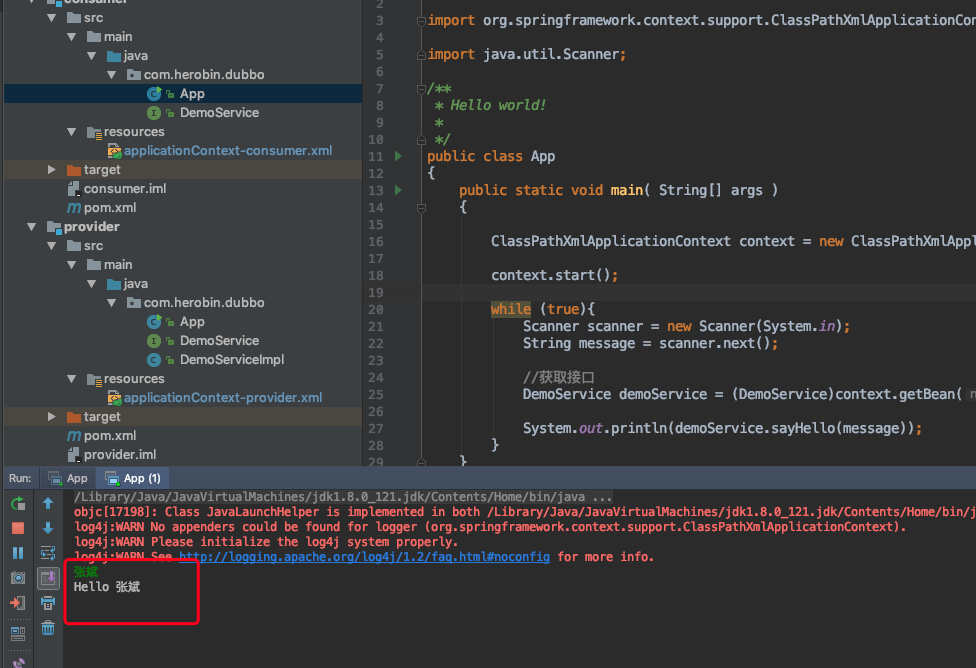 consumer
src
main
java
com.herobin.dubbo
App
DemoService
resources
applicationContext-consumer.xml
target
consumer.iml
pom.xml
provider
src
main
java
com.herobin.dubbo
App
DemoService
DemoServiceImpl
resources
applicationContext-provider.xml
target
pom.xml
provider.iml
2
3 import org.springframework.context.support.ClassPathXmlApplicationCon
4
5 import java.util.Scanner;
6
7 /**
8 * Hello world!
9 *
10 */
11 public class App
12 {
13 public static void main( String[] args )
14 {
15
16 ClassPathXmlApplicationContext context = new ClassPathXmlAppl
17
18 context.start();
19
20 while (true){
21 Scanner scanner = new Scanner(System.in);
22 String message = scanner.next();
23
24 //获取接口
25 DemoService demoService = (DemoService)context.getBean(
26
27 System.out.println(demoService.sayHello(message));
28 }
29 }
Run: App App (1)
/Library/Java/JavaVirtualMachines/jdk1.8.0_121.jdk/Contents/Home/bin/java ...
objc[17198]: Class JavaLaunchHelper is implemented in both /Library/Java/JavaVirtualMachines/jdk1.8.0_121.jdk/Contents/Home/bin/j
log4j:WARN No appenders could be found for logger (org.springframework.context.support.ClassPathXmlApplicationContext).
log4j:WARN Please initialize the log4j system properly.
log4j:WARN See http://logging.apache.org/log4j/1.2/faq.html#noconfig for more info.
张斌
Hello 张斌